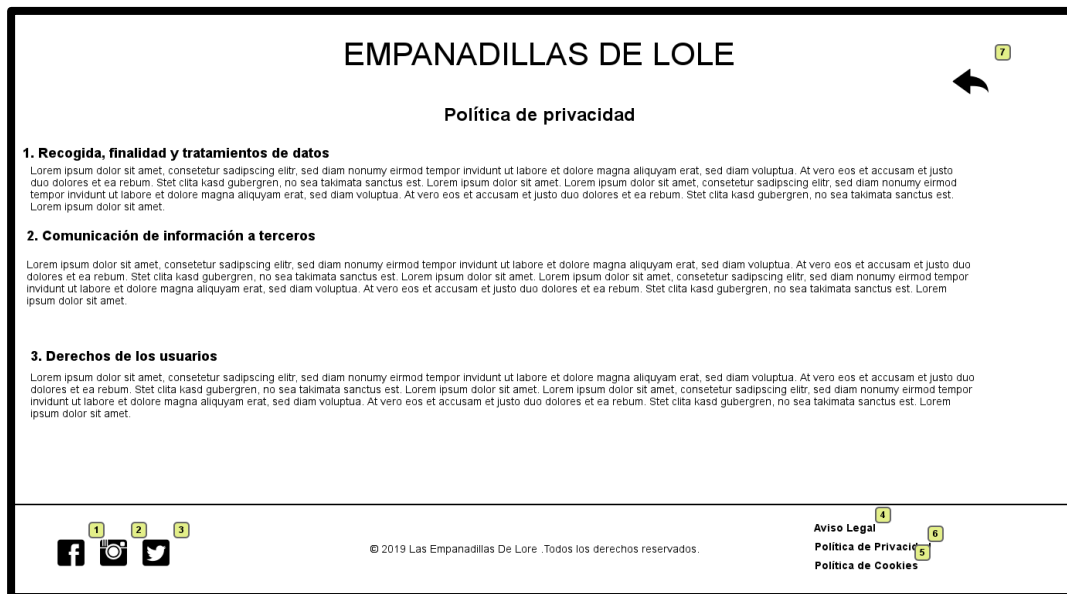 EMPANADILLAS DE LOLE
7
Política de privacidad
1. Recogida, finalidad y tratamientos de datos
Lorem ipsum dolor sit amet, consetetur sadipscing elitr, sed diam nonumy eirmod tempor invidunt ut labore et dolore magna aliquyam erat, sed diam voluptua. At vero eos et accusam et justo
duo dolores et ea rebum. Stet clita kasd gubergren, no sea takimata sanctus est. Lorem ipsum dolor sit amet. Lorem ipsum dolor sit amet, consetetur sadipscing elitr, sed diam nonumy eirmod
tempor invidunt ut labore et dolore magna aliquyam erat, sed diam voluptua. At vero eos et accusam et justo duo dolores et ea rebum. Stet clita kasd gubergren, no sea takimata sanctus est.
Lorem ipsum dolor sit amet.
2. Comunicación de información a terceros
Lorem ipsum dolor sit amet, consetetur sadipscing elitr, sed diam nonumy eirmod tempor invidunt ut labore et dolore magna aliquyam erat, sed diam voluptua. At vero eos et accusam et justo duo
dolores et ea rebum. Stet clita kasd gubergren, no sea takimata sanctus est. Lorem ipsum dolor sit amet. Lorem ipsum dolor sit amet, consetetur sadipscing elitr, sed diam nonumy eirmod tempor
invidunt ut labore et dolore magna aliquyam erat, sed diam voluptua. At vero eos et accusam et justo duo dolores et ea rebum. Stet clita kasd gubergren, no sea takimata sanctus est. Lorem
ipsum dolor sit amet.
3. Derechos de los usuarios
Lorem ipsum dolor sit amet, consetetur sadipscing elitr, sed diam nonumy eirmod tempor invidunt ut labore et dolore magna aliquyam erat, sed diam voluptua. At vero eos et accusam et justo duo
dolores et ea rebum. Stet clita kasd gubergren, no sea takimata sanctus est. Lorem ipsum dolor sit amet. Lorem ipsum dolor sit amet, consetetur sadipscing elitr, sed diam nonumy eirmod tempor
invidunt ut labore et dolore magna aliquyam erat, sed diam voluptua. At vero eos et accusam et justo duo dolores et ea rebum. Stet clita kasd gubergren, no sea takimata sanctus est. Lorem
ipsum dolor sit amet.
1 2 3
© 2019 Las Empanadillas De Lore .Todos los derechos reservados.
4
Aviso Legal
6
Política de Privacidad
5
Política de Cookies